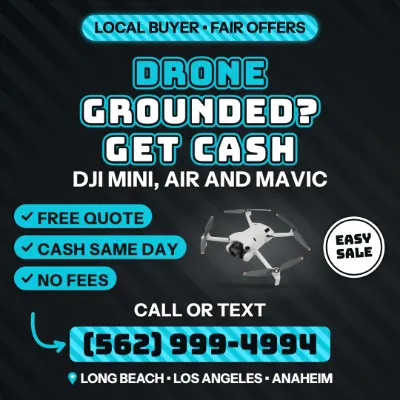 LOCAL BUYER • FAIR OFFERS
DRONE
GROUNDED?
GET CASH
DJI MINI, AIR AND MAVIC
FREE QUOTE
CASH SAME DAY
NO FEES
EASY
SALE
CALL OR TEXT
(562) 999-4994
LONG BEACH • LOS ANGELES • ANAHEIM